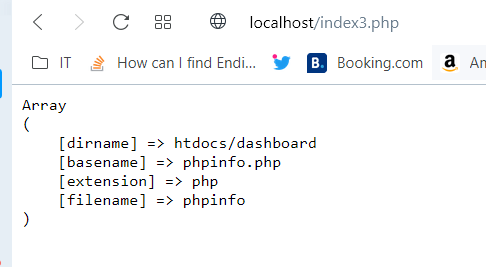 localhost/index3.php
IT
How can I find Endi...
B.
Booking.com
a
Array
(
[dirname] => htdocs/dashboard
[basename] => phpinfo.php
[extension] => php
[filename] => phpinfo
)